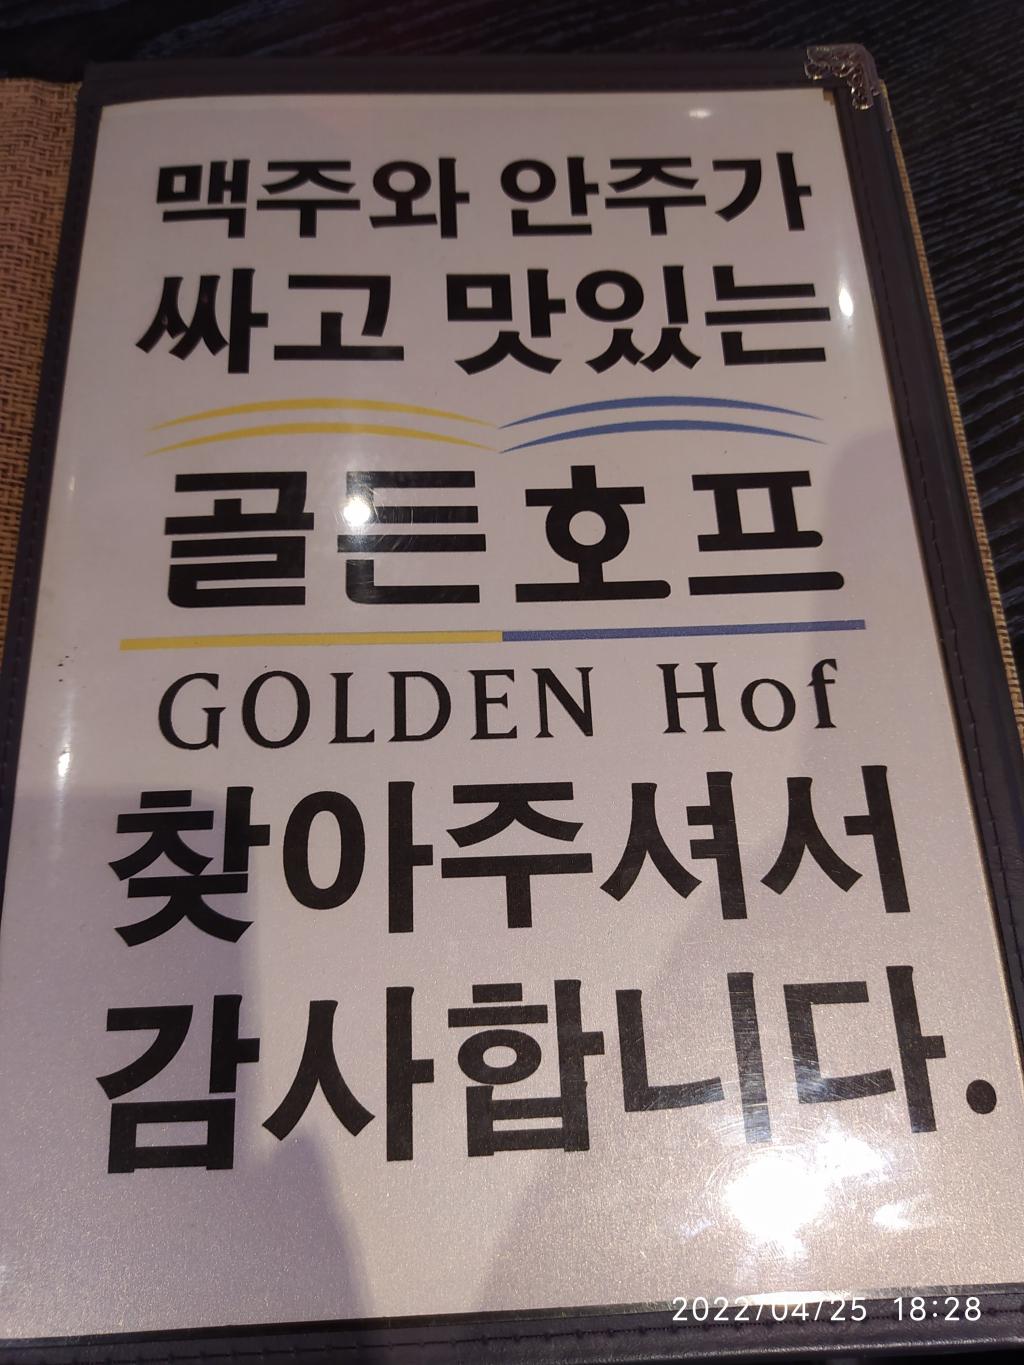 맥주와 안주가
싸고 맛있는
골든호프
GOLDEN Hof
찾아주셔서
감사합니다.
2022/04/25 18:28